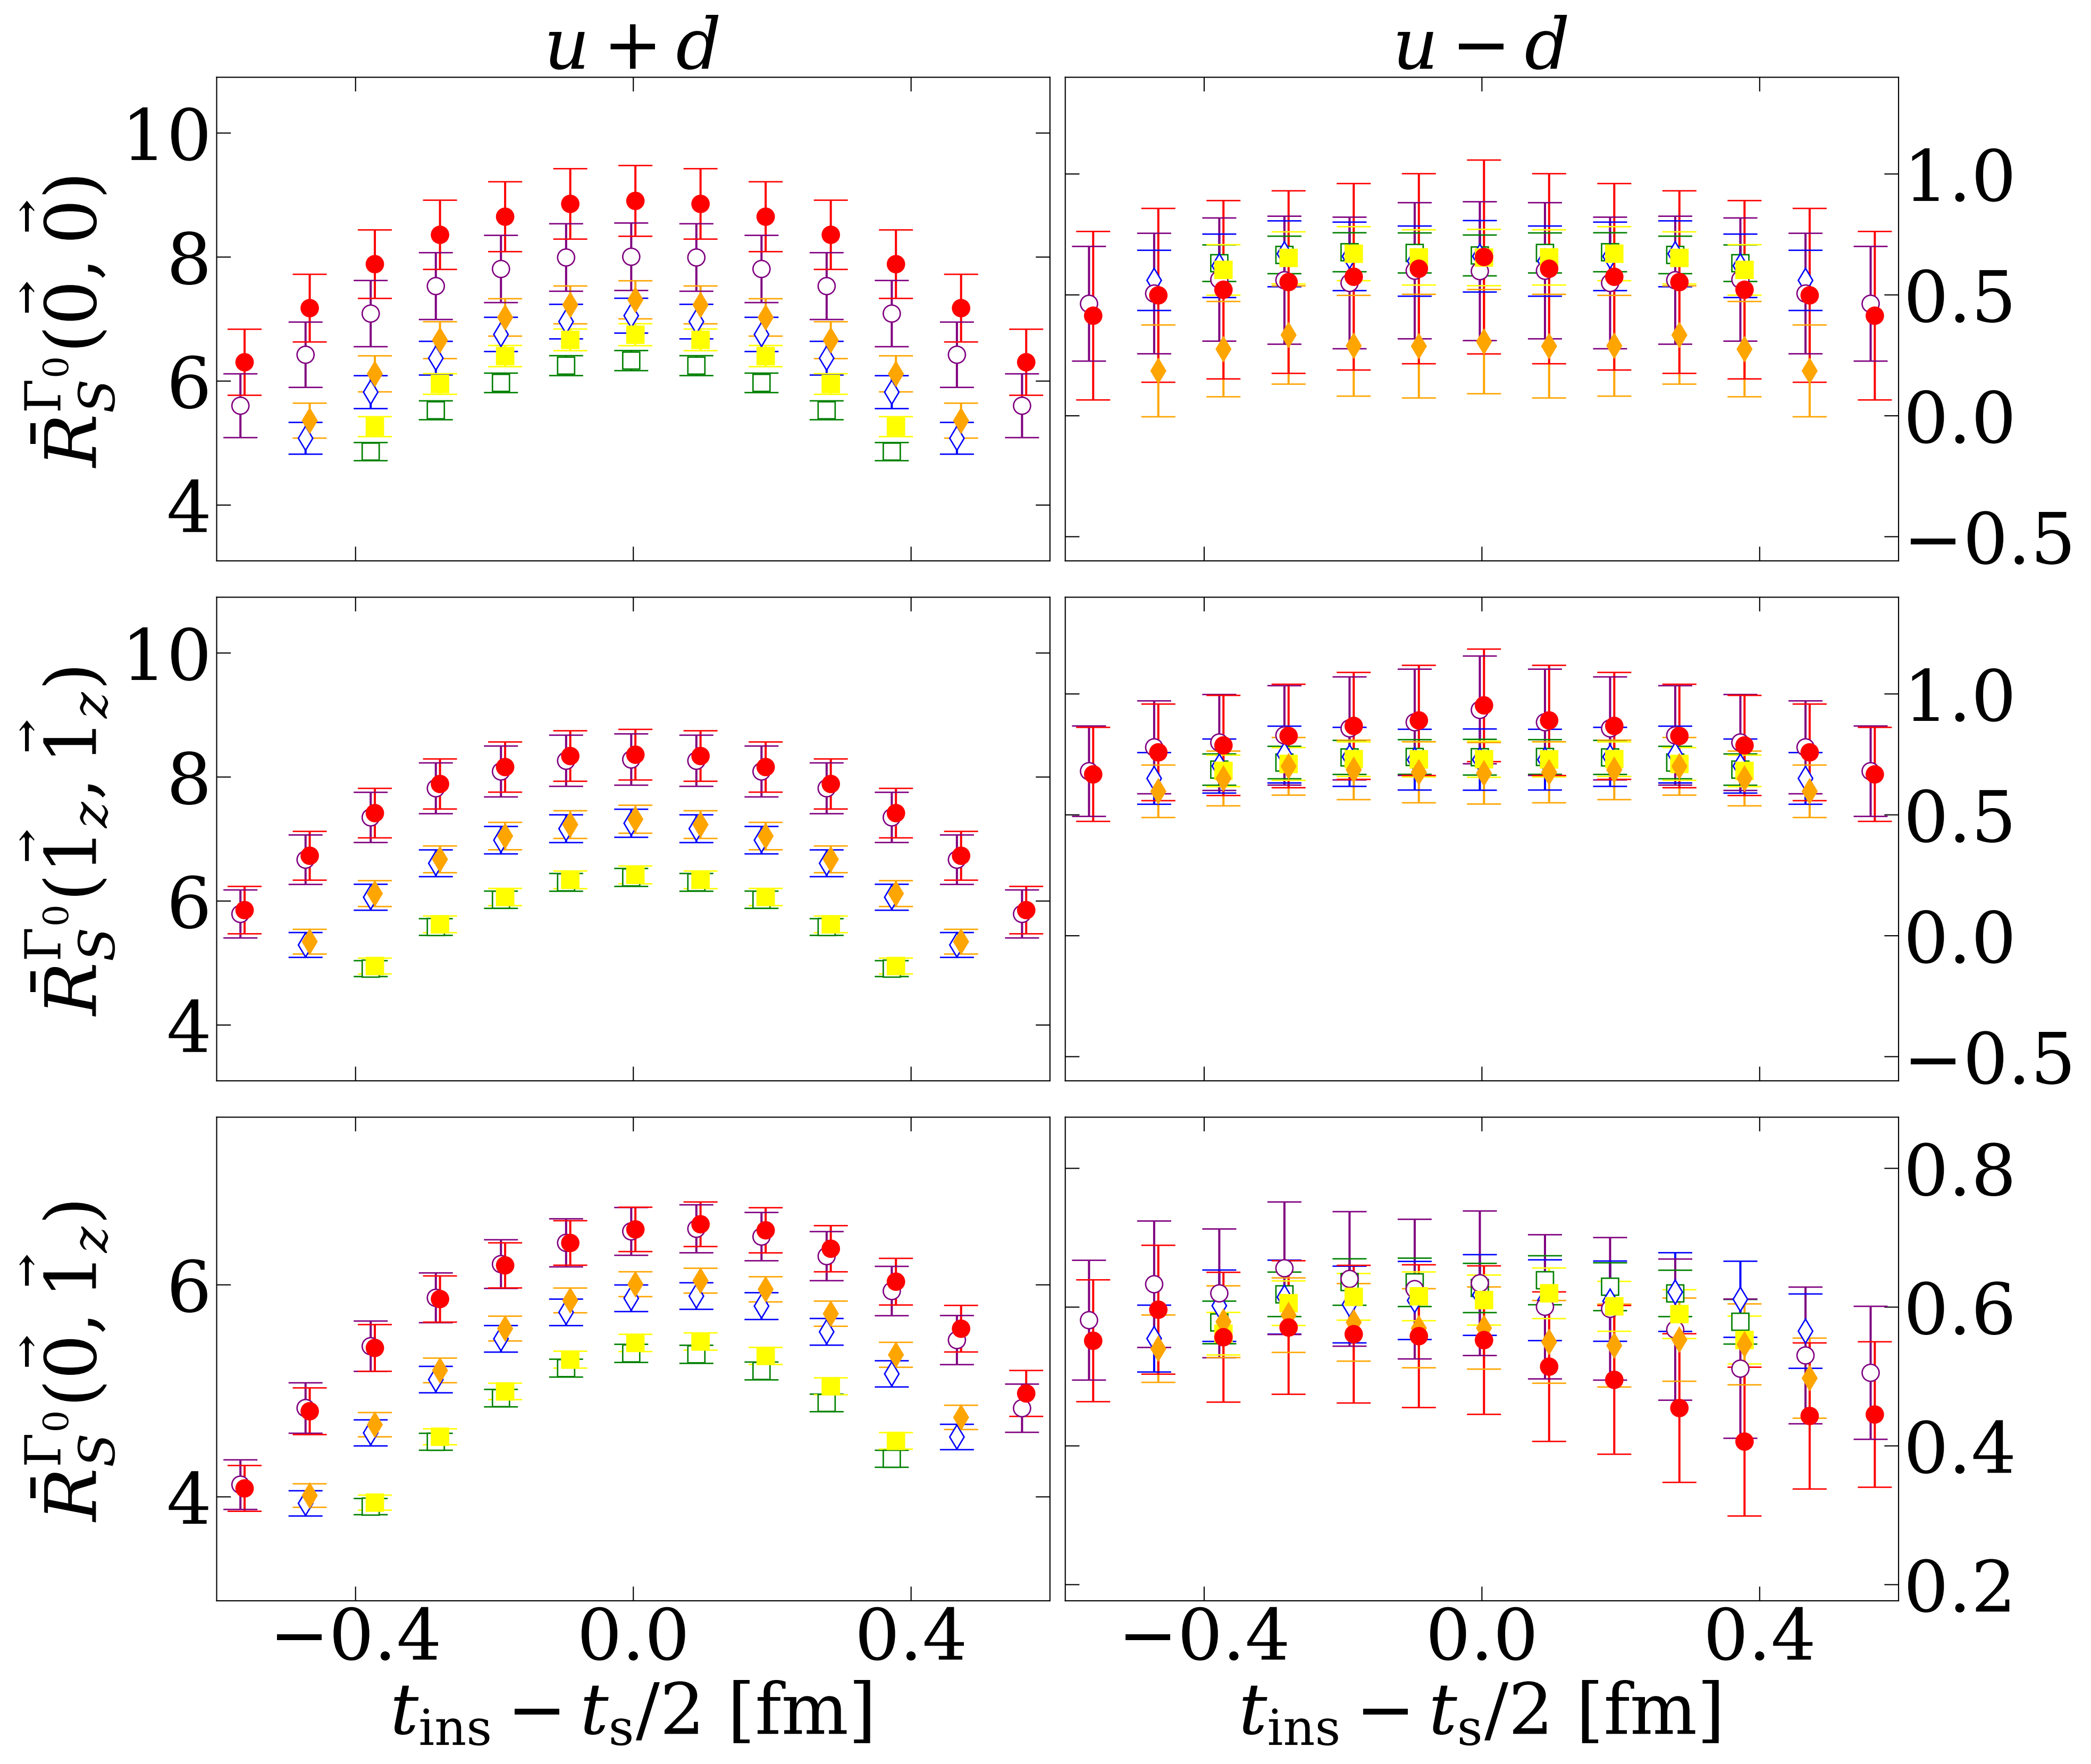 u + d
u − d
R̄_S^{Γ⁰}(0⃗, 0⃗)
10
8
6
4
1.0
0.5
0.0
−0.5
R̄_S^{Γ⁰}(1⃗_z, 1⃗_z)
10
8
6
4
1.0
0.5
0.0
−0.5
R̄_S^{Γ⁰}(0⃗, 1⃗_z)
6
4
0.8
0.6
0.4
0.2
−0.4 0.0 0.4
−0.4 0.0 0.4
t_ins − t_s/2 [fm]
t_ins − t_s/2 [fm]